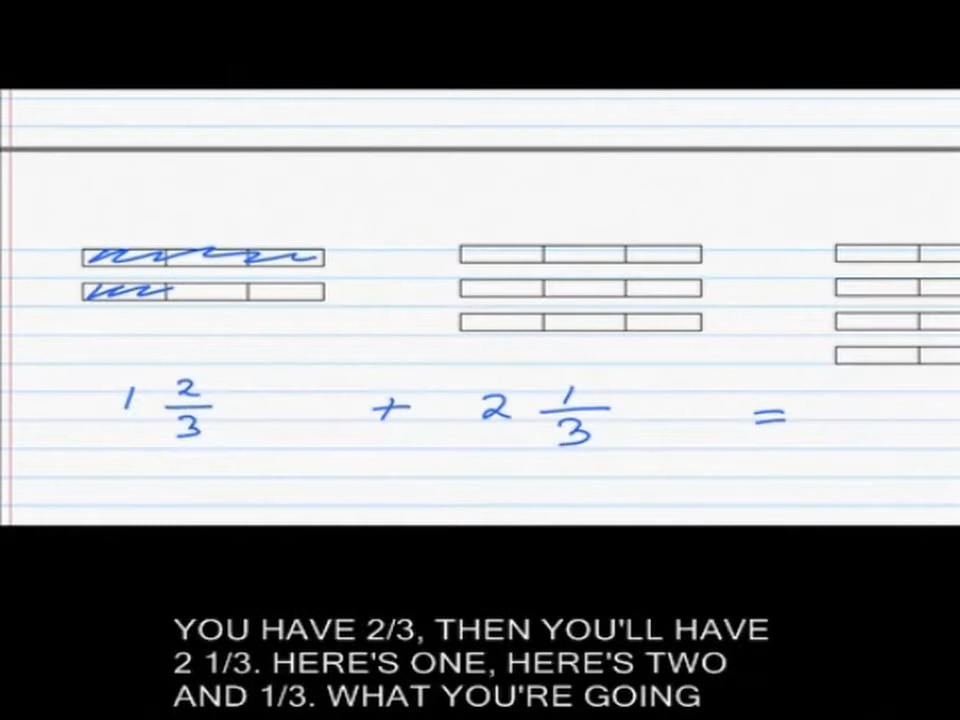 1 2/3 + 2 1/3 =
YOU HAVE 2/3, THEN YOU'LL HAVE
2 1/3. HERE'S ONE, HERE'S TWO
AND 1/3. WHAT YOU'RE GOING